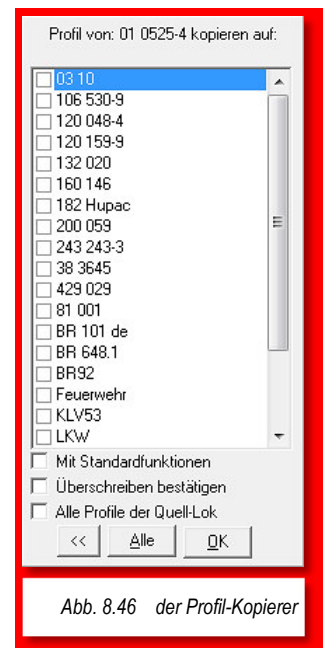 Profil von: 01 0525-4 kopieren auf:
03 10
106 530-9
120 048-4
120 159-9
132 020
160 146
182 Hupac
200 059
243 243-3
38 3645
429 029
81 001
BR 101 de
BR 648.1
BR92
Feuerwehr
KLV53
LKW
Mit Standardfunktionen
Überschreiben bestätigen
Alle Profile der Quell-Lok
<< Alle OK
Abb. 8.46 der Profil-Kopierer